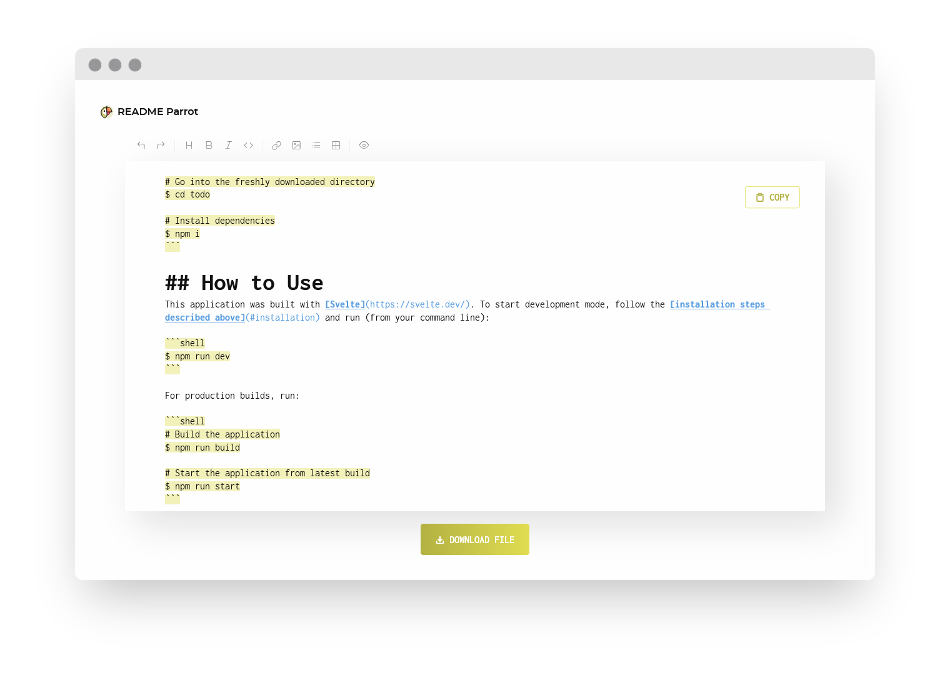 README Parrot
H B I
# Go into the freshly downloaded directory
$ cd todo
COPY
# Install dependencies
$ npm i
```
## How to Use
This application was built with [Svelte](https://svelte.dev/). To start development mode, follow the [installation steps
described above](#installation) and run (from your command line):
```shell
$ npm run dev
```
For production builds, run:
```shell
# Build the application
$ npm run build
# Start the application from latest build
$ npm run start
```
DOWNLOAD FILE